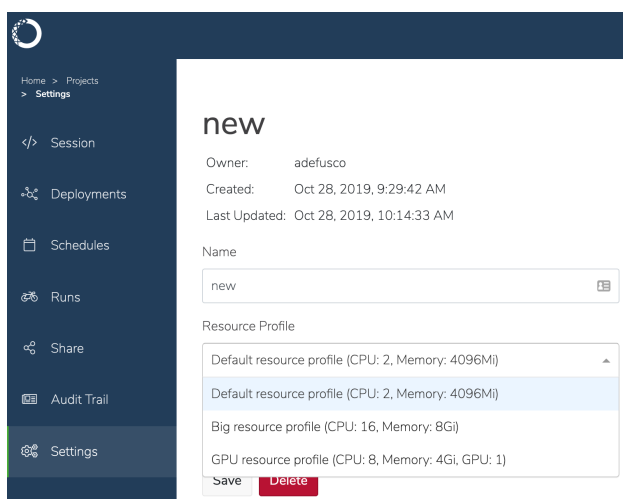 Home > Projects
> Settings
</> Session
Deployments
Schedules
Runs
Share
Audit Trail
Settings
new
Owner: adefusco
Created: Oct 28, 2019, 9:29:42 AM
Last Updated: Oct 28, 2019, 10:14:33 AM
Name
new
Resource Profile
Default resource profile (CPU: 2, Memory: 4096Mi)
Default resource profile (CPU: 2, Memory: 4096Mi)
Big resource profile (CPU: 16, Memory: 8Gi)
GPU resource profile (CPU: 8, Memory: 4Gi, GPU: 1)
Save Delete